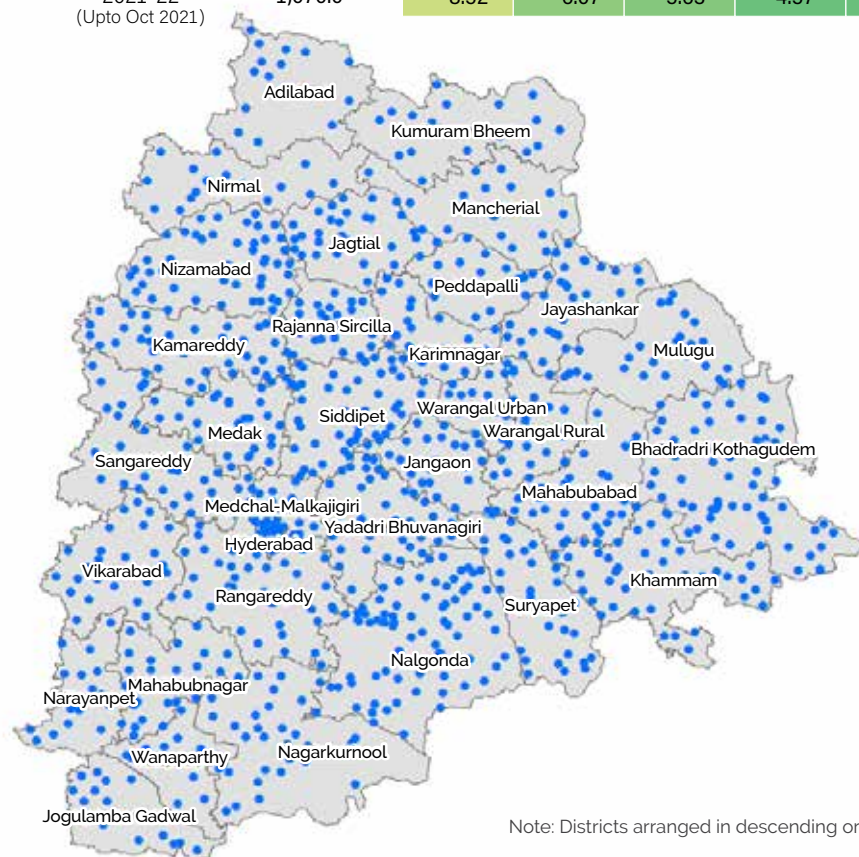 (Upto Oct 2021)
Adilabad
Kumuram Bheem
Nirmal
Mancherial
Jagtial
Nizamabad
Peddapalli
Jayashankar
Rajanna Sircilla
Kamareddy
Karimnagar
Mulugu
Warangal Urban
Siddipet
Medak
Warangal Rural
Bhadradri Kothagudem
Sangareddy
Jangaon
Mahabubabad
Medchal-Malkajigiri
Yadadri Bhuvanagiri
Hyderabad
Vikarabad
Khammam
Rangareddy
Suryapet
Nalgonda
Mahabubnagar
Narayanpet
Nagarkurnool
Wanaparthy
Jogulamba Gadwal
Note: Districts arranged in descending or